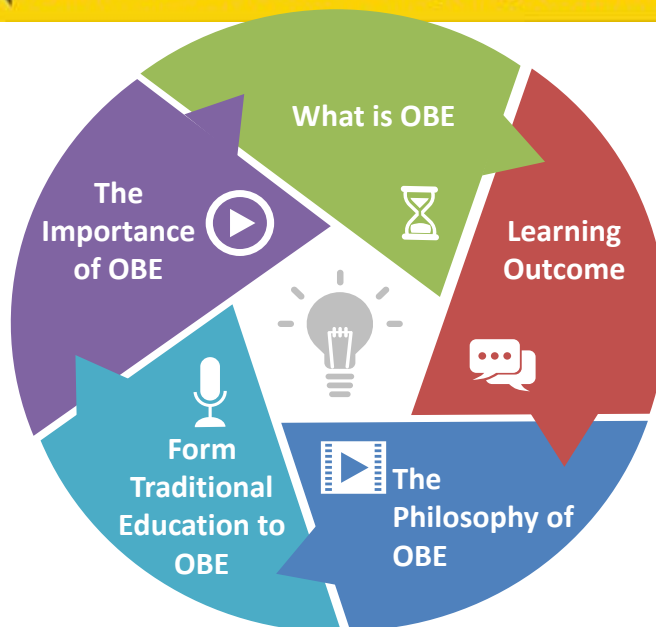 What is OBE
Learning
Outcome
The
Philosophy of
OBE
Form
Traditional
Education to
OBE
The
Importance
of OBE